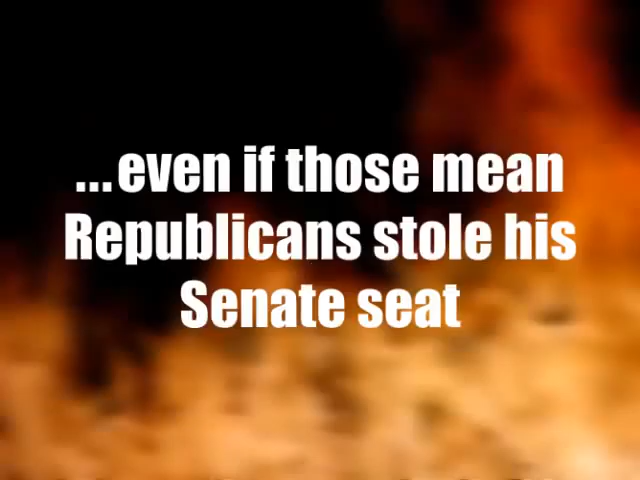 ...even if those mean
Republicans stole his
Senate seat